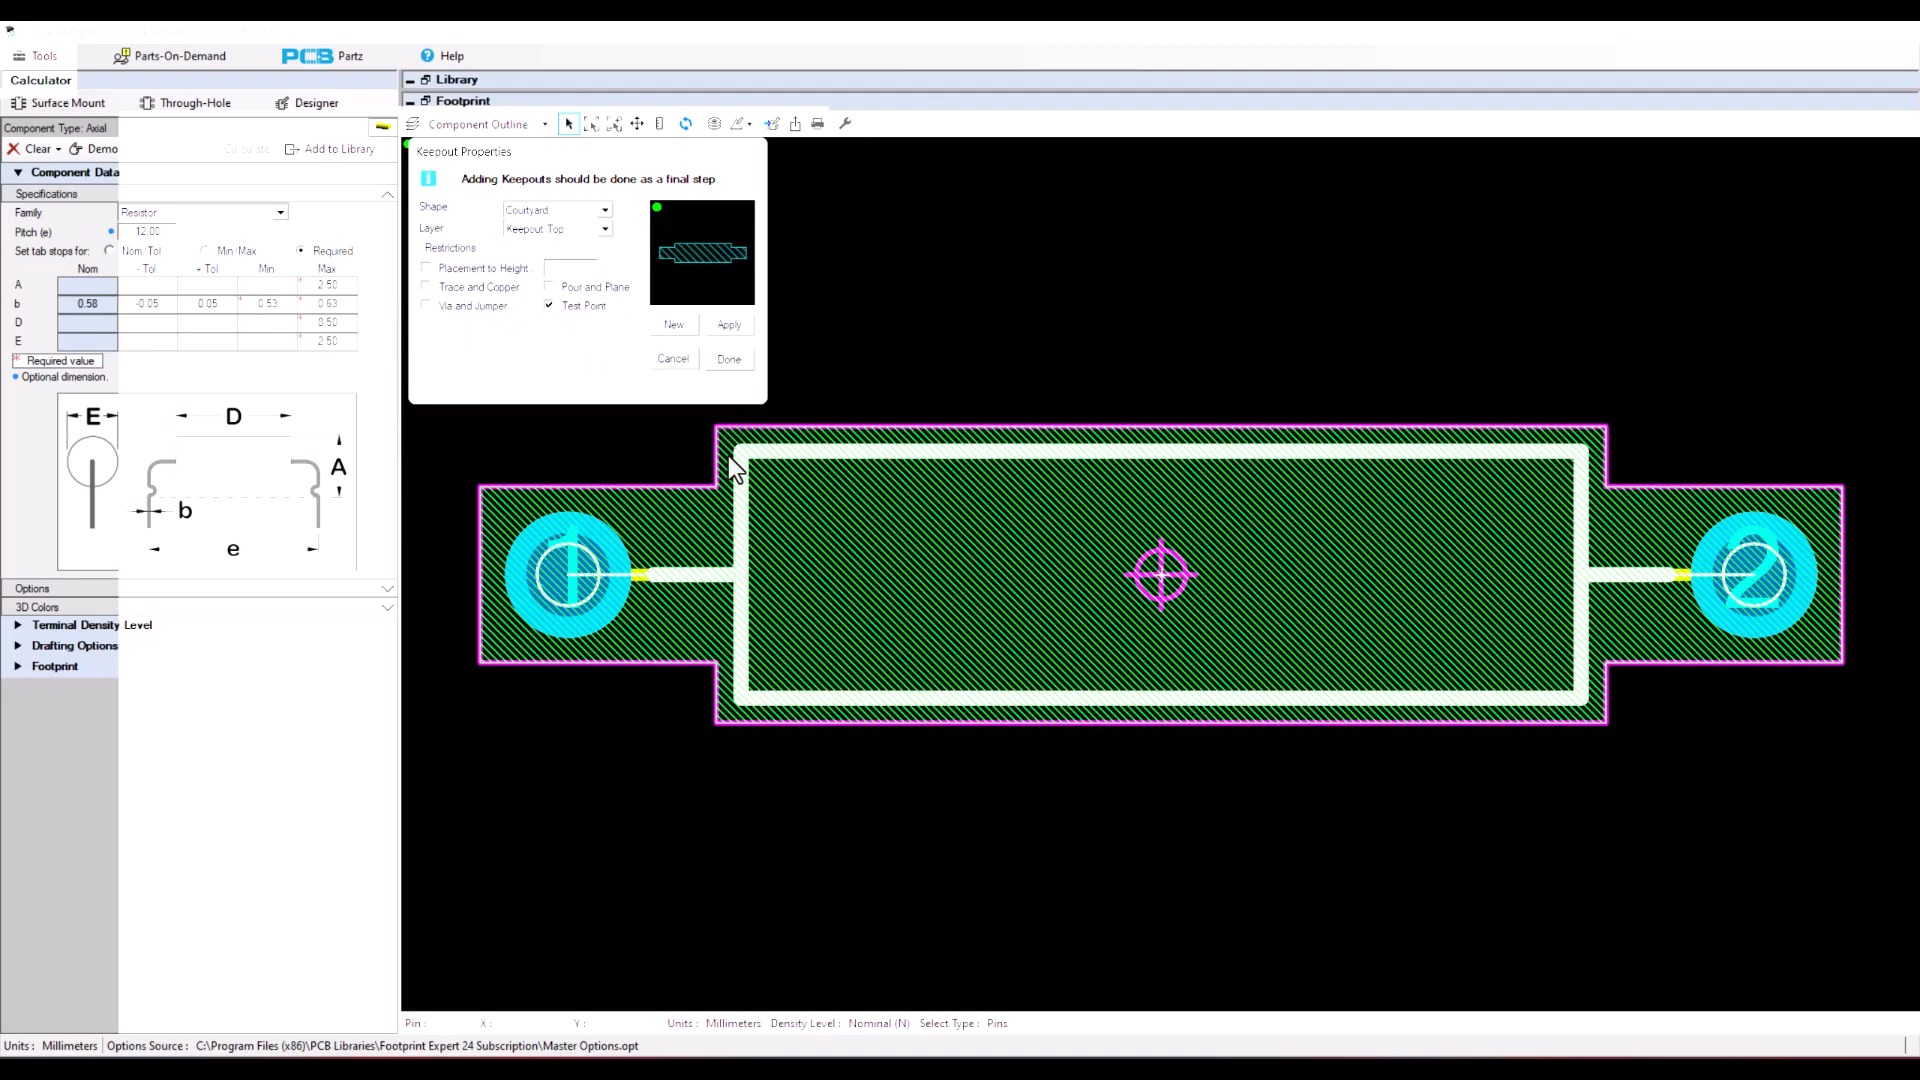 Tools Parts-On-Demand PCB Partz Help
Calculator
Library
Surface Mount Through-Hole Designer
Footprint
Component Type: Axial
Component Outline
Clear Demo Calculate Add to Library
Component Data
Specifications
Family Resistor
Pitch (e) 12.00
Set tab stops for: Nom/Tol Min/Max Required
Nom - Tol + Tol Min Max
A * 2.50
b 0.58 -0.05 0.05 * 0.53 * 0.63
D * 8.50
E * 2.50
* Required value
Optional dimension.
E D
A
b
e
Options
3D Colors
Terminal Density Level
Drafting Options
Footprint
Keepout Properties
Adding Keepouts should be done as a final step.
Shape Courtyard
Layer Keepout Top
Restrictions
Placement to Height
Trace and Copper Pour and Plane
Via and Jumper Test Point
New Apply
Cancel Done
1 2
Pin : X : Y : Units : Millimeters Density Level : Nominal (N) Select Type : Pins
Units : Millimeters Options Source : C:\Program Files (x86)\PCB Libraries\Footprint Expert 24 Subscription\Master Options.opt